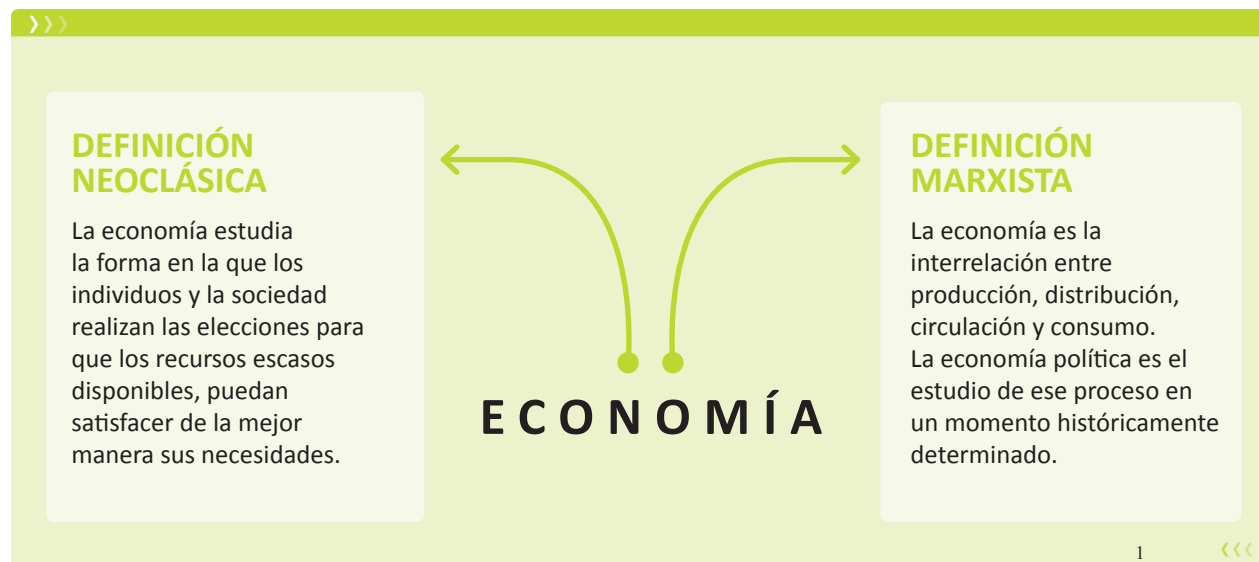 DEFINICIÓN
NEOCLÁSICA
La economía estudia
la forma en la que los
individuos y la sociedad
realizan las elecciones para
que los recursos escasos
disponibles, puedan
satisfacer de la mejor
manera sus necesidades.
ECONOMÍA
DEFINICIÓN
MARXISTA
La economía es la
interrelación entre
producción, distribución,
circulación y consumo.
La economía política es el
estudio de ese proceso en
un momento históricamente
determinado.
1